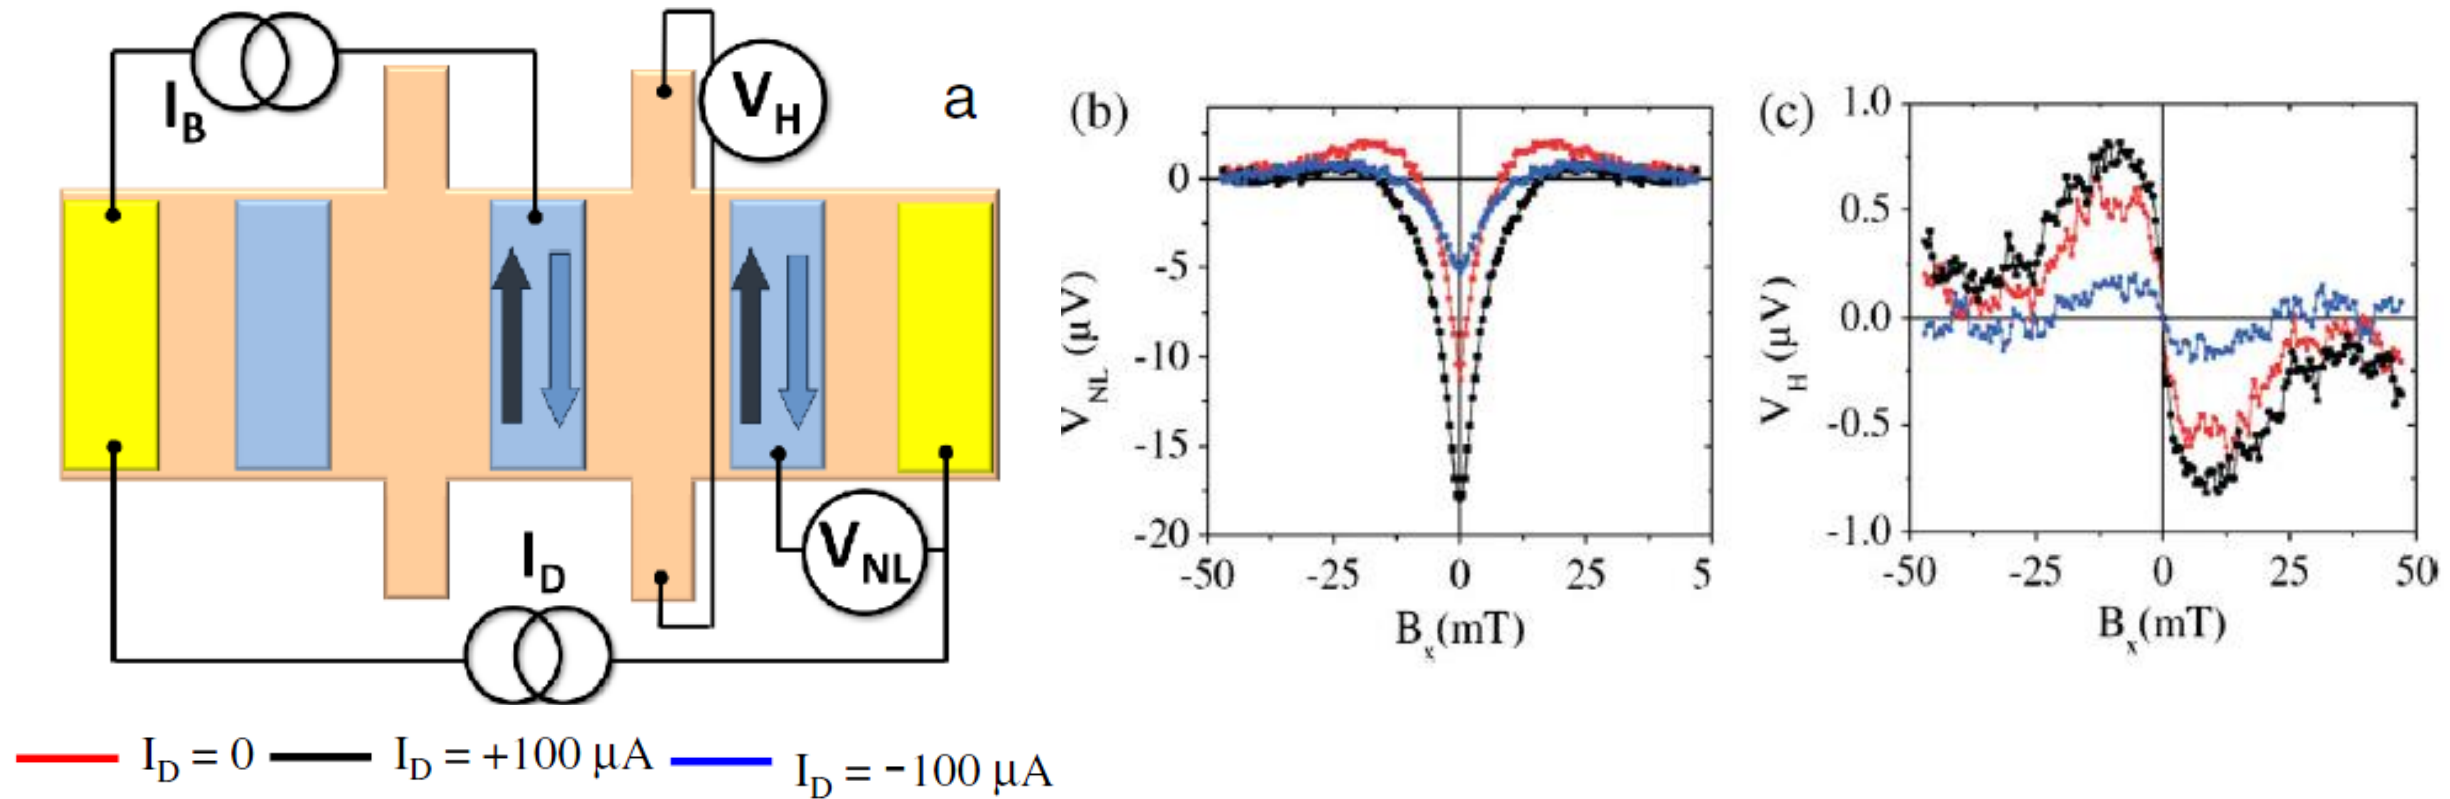 I_B
V_H
a
V_NL
I_D
I_D = 0
I_D = +100 μA
I_D = −100 μA
(b)
V_NL (μV)
0
-5
-10
-15
-20
-50 -25 0 25 5
B_x(mT)
(c)
V_H (μV)
1.0
0.5
0.0
-0.5
-1.0
-50 -25 0 25 50
B_x(mT)